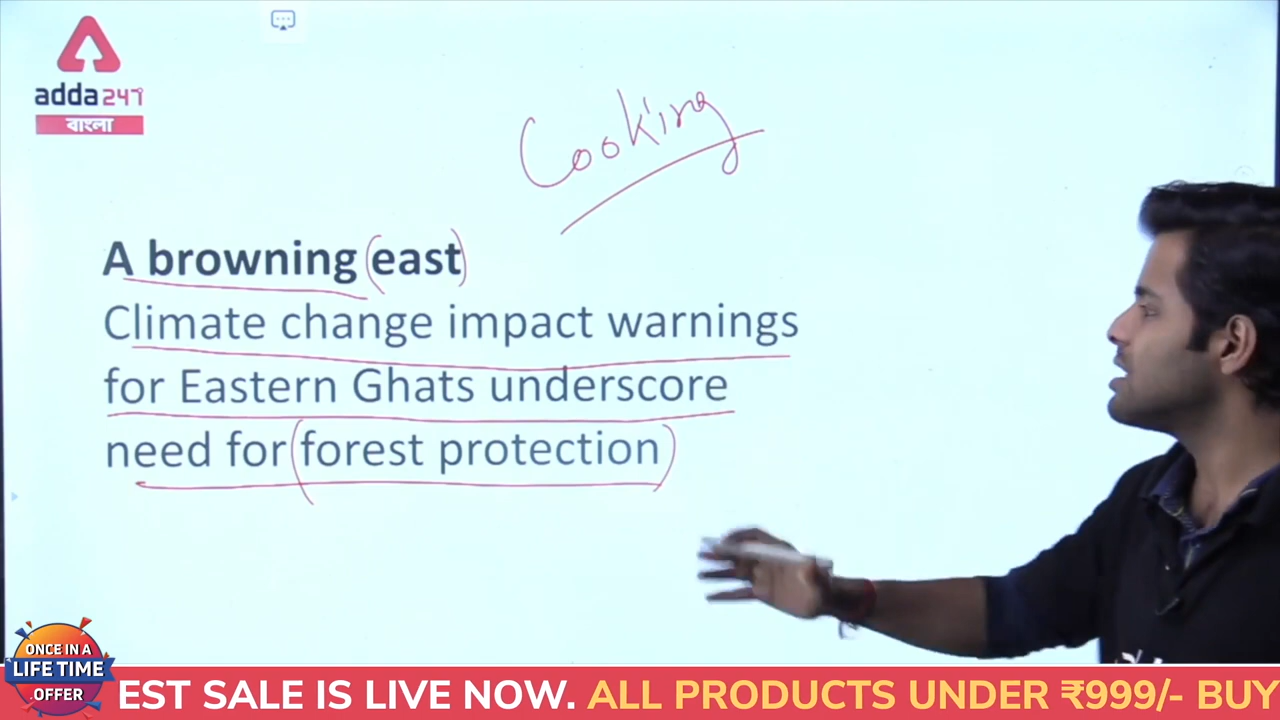 adda247
বাংলা
Cooking
A browning (east)
Climate change impact warnings
for Eastern Ghats underscore
need for (forest protection)
ONCE IN A
LIFE TIME
OFFER
EST SALE IS LIVE NOW. ALL PRODUCTS UNDER ₹999/- BUY